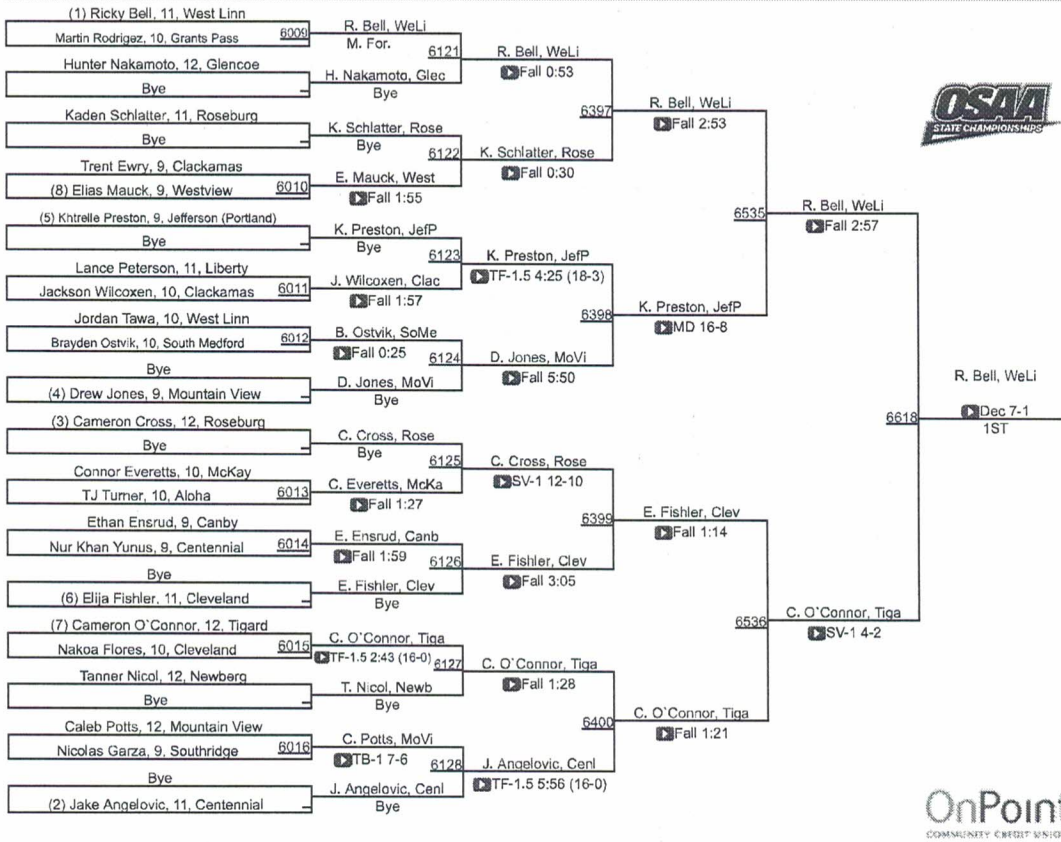 (1) Ricky Bell, 11, West Linn
Martin Rodrigez, 10, Grants Pass
6009
Hunter Nakamoto, 12, Glencoe
Bye
Kaden Schlatter, 11, Roseburg
Bye
Trent Ewry, 9, Clackamas
(8) Elias Mauck, 9, Westview
6010
(5) Khtrelle Preston, 9, Jefferson (Portland)
Bye
Lance Peterson, 11, Liberty
Jackson Wilcoxen, 10, Clackamas
6011
Jordan Tawa, 10, West Linn
Brayden Ostvik, 10, South Medford
6012
Bye
(4) Drew Jones, 9, Mountain View
(3) Cameron Cross, 12, Roseburg
Bye
Connor Everetts, 10, McKay
TJ Turner, 10, Aloha
6013
Ethan Ensrud, 9, Canby
Nur Khan Yunus, 9, Centennial
6014
Bye
(6) Elija Fishler, 11, Cleveland
(7) Cameron O`Connor, 12, Tigard
Nakoa Flores, 10, Cleveland
6015
Tanner Nicol, 12, Newberg
Bye
Caleb Potts, 12, Mountain View
Nicolas Garza, 9, Southridge
6016
Bye
(2) Jake Angelovic, 11, Centennial
R. Bell, WeLi
M. For.
6121
H. Nakamoto, Glec
Bye
K. Schlatter, Rose
Bye
6122
E. Mauck, West
Fall 1:55
K. Preston, JefP
Bye
6123
J. Wilcoxen, Clac
Fall 1:57
B. Ostvik, SoMe
Fall 0:25
6124
D. Jones, MoVi
Bye
C. Cross, Rose
Bye
6125
C. Everetts, McKa
Fall 1:27
E. Ensrud, Canb
Fall 1:59
6126
E. Fishler, Clev
Bye
C. O`Connor, Tiga
TF-1.5 2:43 (16-0)
6127
T. Nicol, Newb
Bye
C. Potts, MoVi
TB-1 7-6
6128
J. Angelovic, Cenl
Bye
R. Bell, WeLi
Fall 0:53
6397
K. Schlatter, Rose
Fall 0:30
K. Preston, JefP
TF-1.5 4:25 (18-3)
6398
D. Jones, MoVi
Fall 5:50
C. Cross, Rose
SV-1 12-10
6399
E. Fishler, Clev
Fall 3:05
C. O`Connor, Tiga
Fall 1:28
6400
J. Angelovic, Cenl
TF-1.5 5:56 (16-0)
R. Bell, WeLi
Fall 2:53
6535
K. Preston, JefP
MD 16-8
E. Fishler, Clev
Fall 1:14
6536
C. O`Connor, Tiga
Fall 1:21
R. Bell, WeLi
Fall 2:57
6618
C. O`Connor, Tiga
SV-1 4-2
R. Bell, WeLi
Dec 7-1
1ST
OSAA
STATE CHAMPIONSHIPS
OnPoint
COMMUNITY CREDIT UNIO